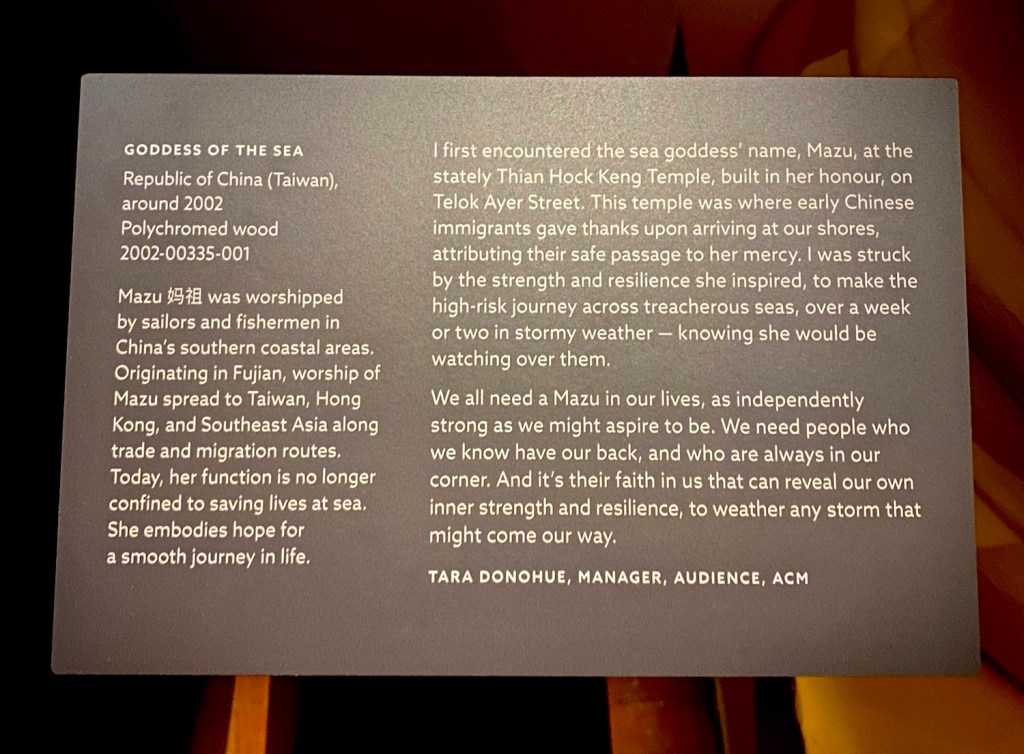 GODDESS OF THE SEA
Republic of China (Taiwan),
around 2002
Polychromed wood
2002-00335-001
Mazu 妈祖 was worshipped
by sailors and fishermen in
China's southern coastal areas.
Originating in Fujian, worship of
Mazu spread to Taiwan, Hong
Kong, and Southeast Asia along
trade and migration routes.
Today, her function is no longer
confined to saving lives at sea.
She embodies hope for
a smooth journey in life.
I first encountered the sea goddess' name, Mazu, at the
stately Thian Hock Keng Temple, built in her honour, on
Telok Ayer Street. This temple was where early Chinese
immigrants gave thanks upon arriving at our shores,
attributing their safe passage to her mercy. I was struck
by the strength and resilience she inspired, to make the
high-risk journey across treacherous seas, over a week
or two in stormy weather — knowing she would be
watching over them.
We all need a Mazu in our lives, as independently
strong as we might aspire to be. We need people who
we know have our back, and who are always in our
corner. And it's their faith in us that can reveal our own
inner strength and resilience, to weather any storm that
might come our way.
TARA DONOHUE, MANAGER, AUDIENCE, ACM